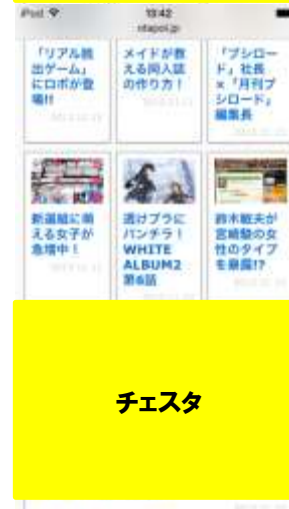 iPod
13:42
otapol.jp
「リアル脱
出ゲーム」
にロボが登
場!!
メイドが教
える同人誌
の作り方！
「ブシロー
ド」社長
×『月刊ブ
シロード』
編集長
新選組に萌
える女子が
急増中！
透けブラに
パンチラ！
WHITE
ALBUM2
第6話
鈴木敏夫が
宮崎駿の女
性のタイプ
を暴露!?
チェスタ